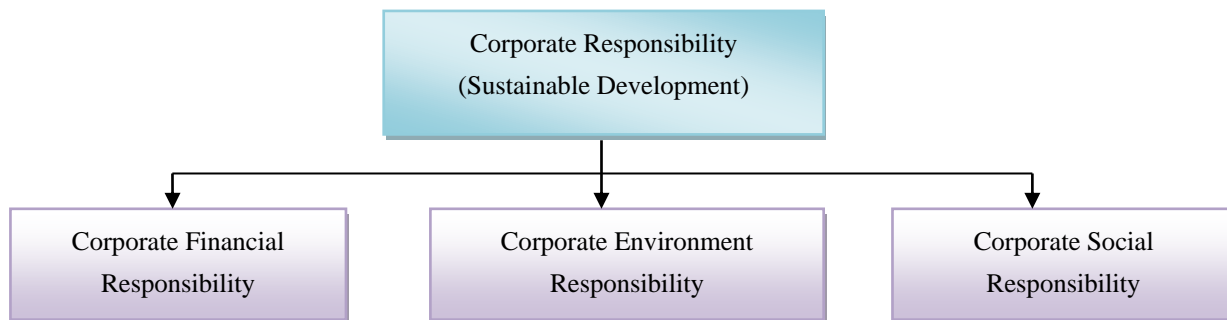 Corporate Responsibility
(Sustainable Development)
Corporate Financial
Responsibility
Corporate Environment
Responsibility
Corporate Social
Responsibility